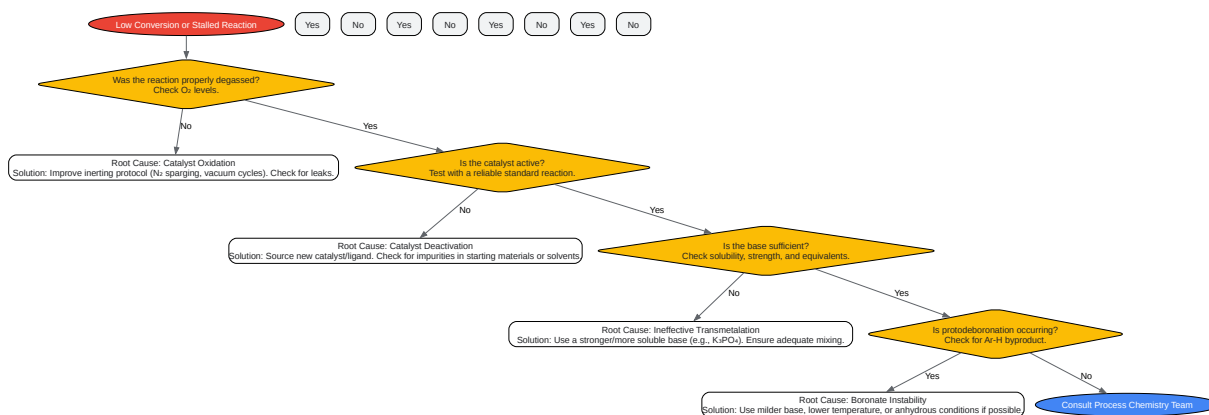 Low Conversion or Stalled Reaction
Yes
No
Yes
No
Yes
No
Yes
No
Was the reaction properly degassed?
Check O₂ levels.
No
Yes
Root Cause: Catalyst Oxidation
Solution: Improve inerting protocol (N₂ sparging, vacuum cycles). Check for leaks.
Is the catalyst active?
Test with a reliable standard reaction.
No
Yes
Root Cause: Catalyst Deactivation
Solution: Source new catalyst/ligand. Check for impurities in starting materials or solvents.
Is the base sufficient?
Check solubility, strength, and equivalents.
No
Yes
Root Cause: Ineffective Transmetalation
Solution: Use a stronger/more soluble base (e.g., K₃PO₄). Ensure adequate mixing.
Is protodeboronation occurring?
Check for Ar-H byproduct.
Yes
No
Root Cause: Boronate Instability
Solution: Use milder base, lower temperature, or anhydrous conditions if possible.
Consult Process Chemistry Team